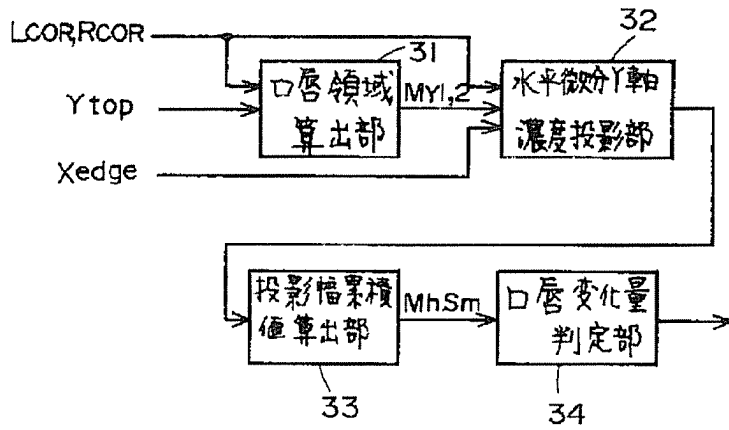 LCOR,RCOR
31
32
口唇領域
算出部
MY1,2
水平微分Y軸
濃度投影部
Ytop
Xedge
投影幅累積
値算出部
MhSm
口唇変化量
判定部
33
34